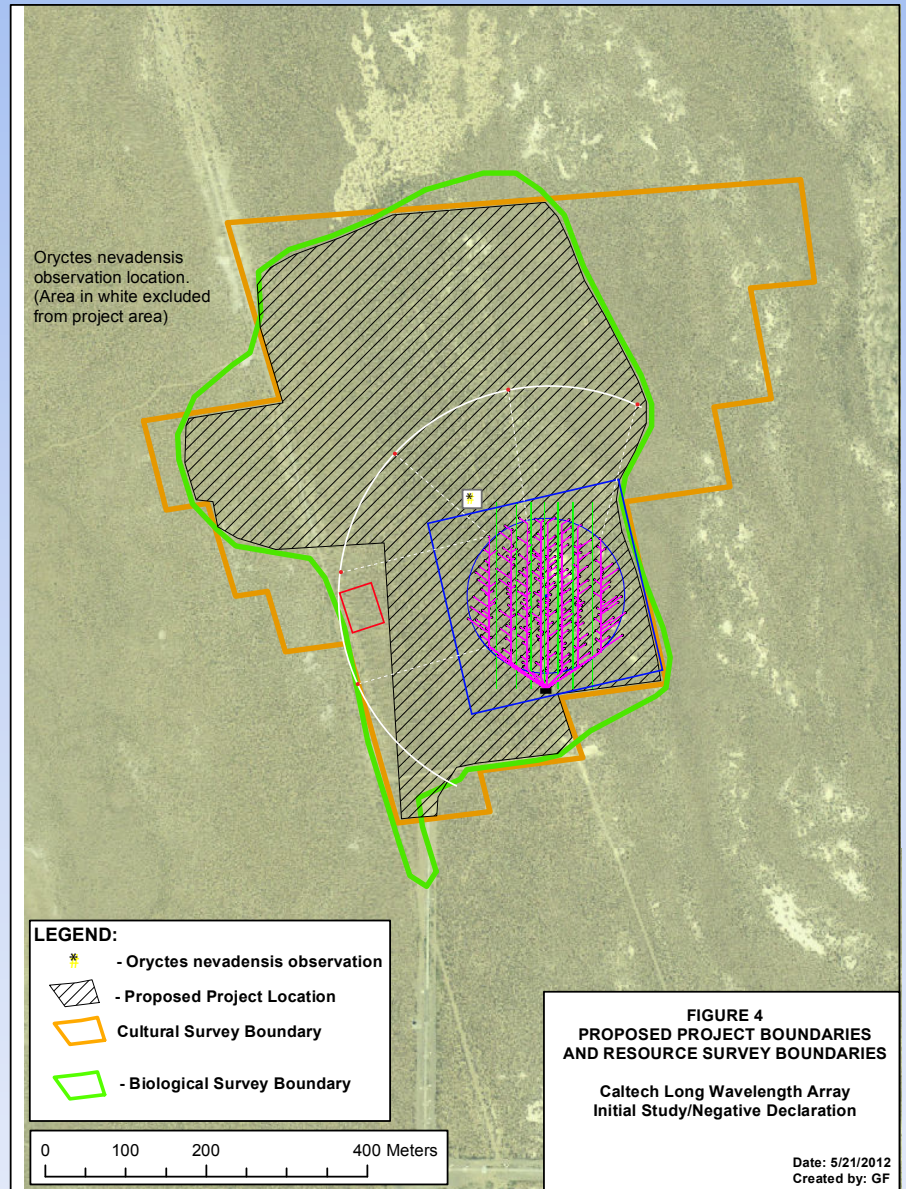 Oryctes nevadensis
observation location.
(Area in white excluded
from project area)
LEGEND:
- Oryctes nevadensis observation
- Proposed Project Location
Cultural Survey Boundary
- Biological Survey Boundary
0 100 200 400 Meters
FIGURE 4
PROPOSED PROJECT BOUNDARIES
AND RESOURCE SURVEY BOUNDARIES
Caltech Long Wavelength Array
Initial Study/Negative Declaration
Date: 5/21/2012
Created by: GF